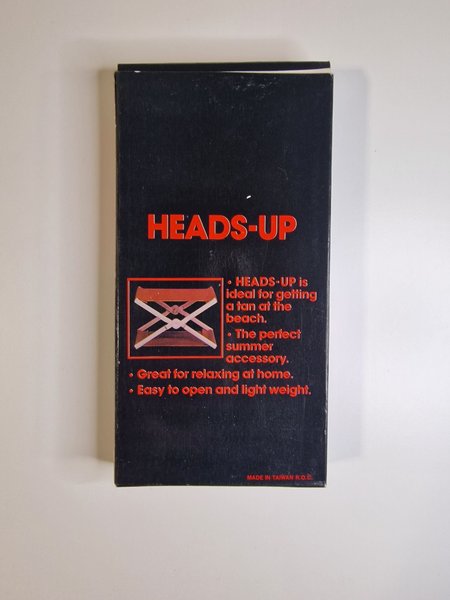 HEADS-UP
• HEADS-UP is
ideal for getting
a tan at the
beach.
• The perfect
summer
accessory.
• Great for relaxing at home.
• Easy to open and light weight.
MADE IN TAIWAN R.O.C.